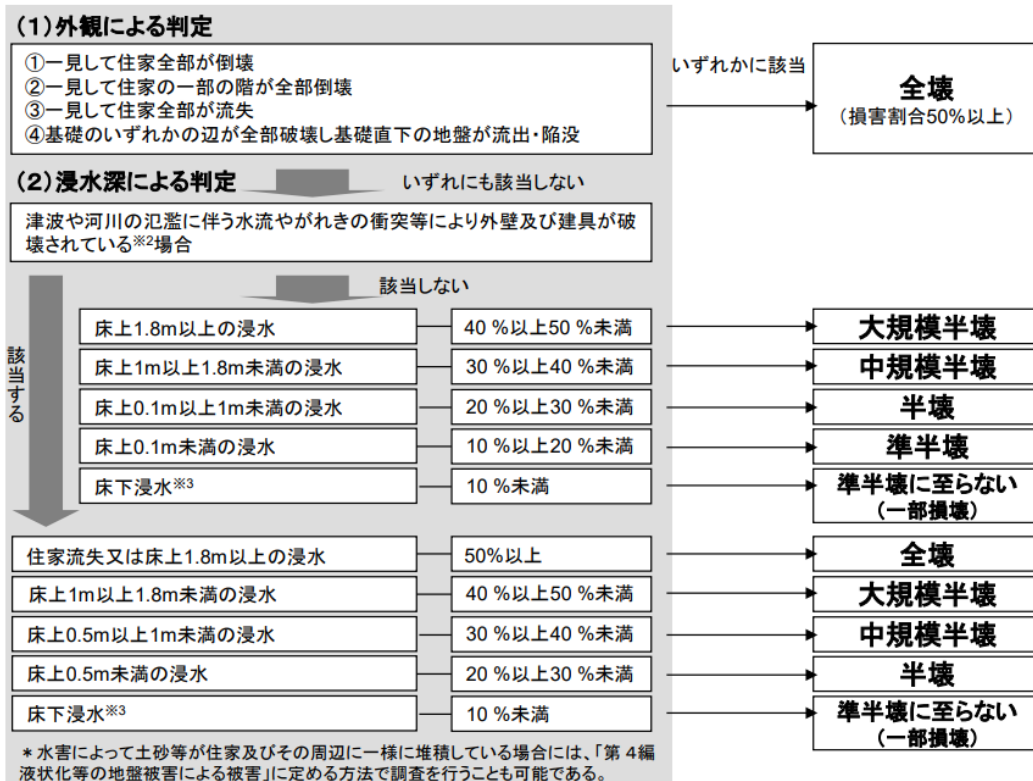 (1)外観による判定
①一見して住家全部が倒壊
②一見して住家の一部の階が全部倒壊
③一見して住家全部が流失
④基礎のいずれかの辺が全部破壊し基礎直下の地盤が流出・陥没
いずれかに該当
全壊
(損害割合50%以上)
(2)浸水深による判定
いずれにも該当しない
津波や河川の氾濫に伴う水流やがれきの衝突等により外壁及び建具が破
壊されている※2場合
該当しない
該当する
床上1.8m以上の浸水
40 %以上50 %未満
大規模半壊
床上1m以上1.8m未満の浸水
30 %以上40 %未満
中規模半壊
床上0.1m以上1m未満の浸水
20 %以上30 %未満
半壊
床上0.1m未満の浸水
10 %以上20 %未満
準半壊
床下浸水※3
10 %未満
準半壊に至らない
(一部損壊)
住家流失又は床上1.8m以上の浸水
50%以上
全壊
床上1m以上1.8m未満の浸水
40 %以上50 %未満
大規模半壊
床上0.5m以上1m未満の浸水
30 %以上40 %未満
中規模半壊
床上0.5m未満の浸水
20 %以上30 %未満
半壊
床下浸水※3
10 %未満
準半壊に至らない
(一部損壊)
*水害によって土砂等が住家及びその周辺に一様に堆積している場合には、「第4編
液状化等の地盤被害による被害」に定める方法で調査を行うことも可能である。